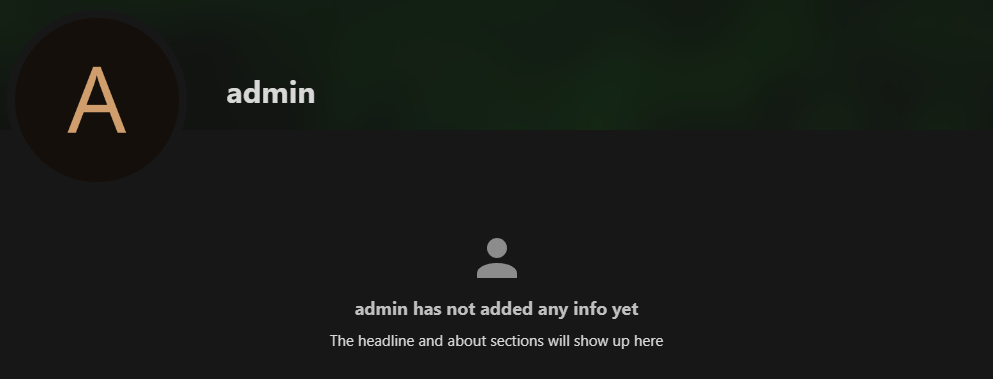 A
admin
admin has not added any info yet
The headline and about sections will show up here